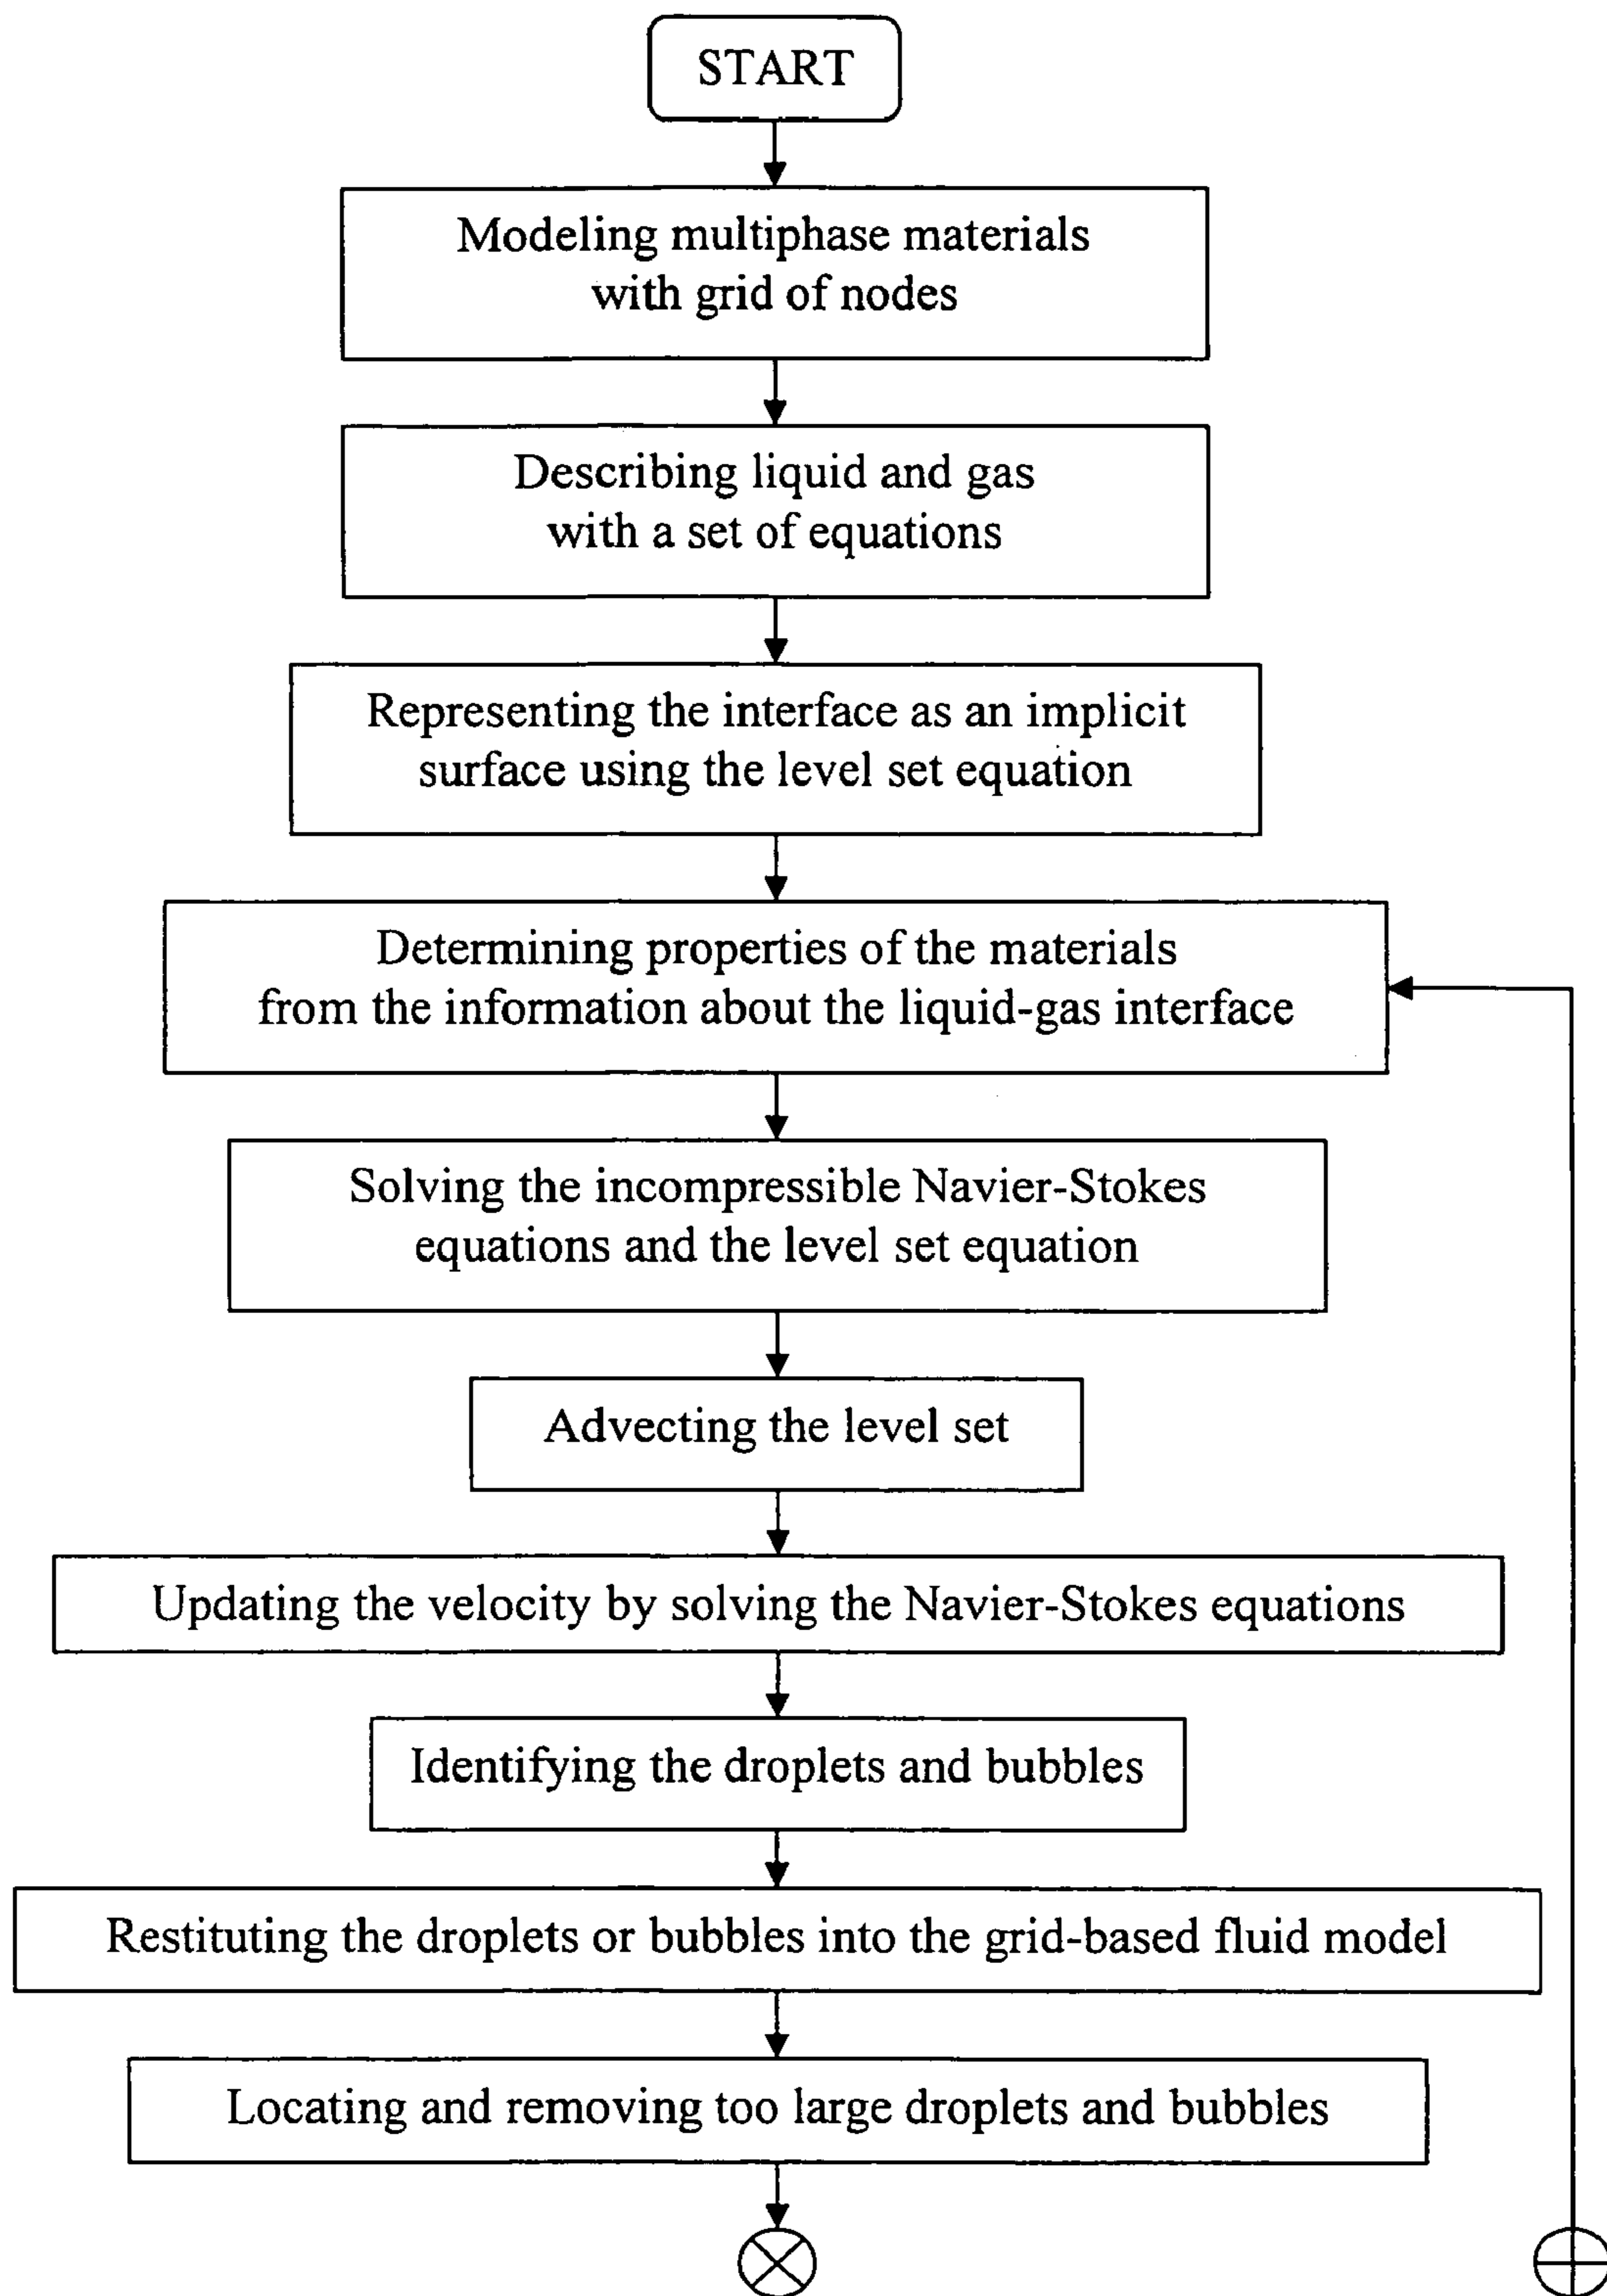 START
Modeling multiphase materials
with grid of nodes
Describing liquid and gas
with a set of equations
Representing the interface as an implicit
surface using the level set equation
Determining properties of the materials
from the information about the liquid-gas interface
Solving the incompressible Navier-Stokes
equations and the level set equation
Advecting the level set
Updating the velocity by solving the Navier-Stokes equations
Identifying the droplets and bubbles
Restituting the droplets or bubbles into the grid-based fluid model
Locating and removing too large droplets and bubbles